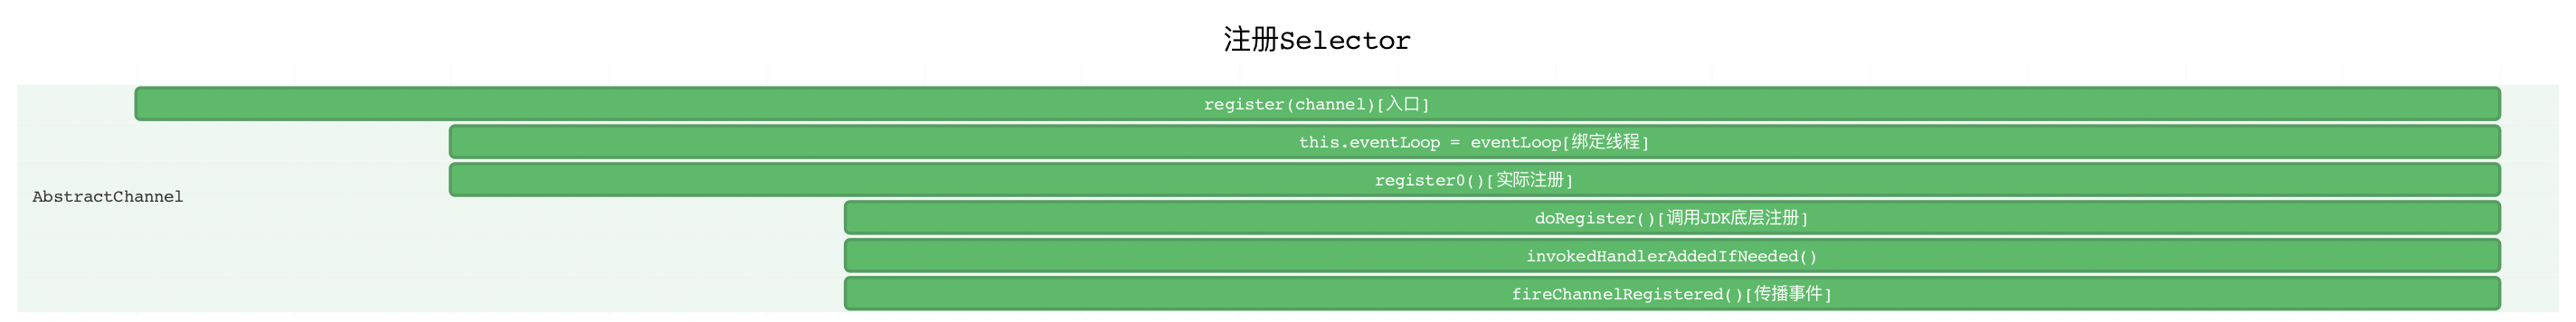 注册Selector
register(channel)[入口]
this.eventLoop = eventLoop[绑定线程]
register0()[实际注册]
AbstractChannel
doRegister()[调用JDK底层注册]
invokedHandlerAddedIfNeeded()
fireChannelRegistered()[传播事件]